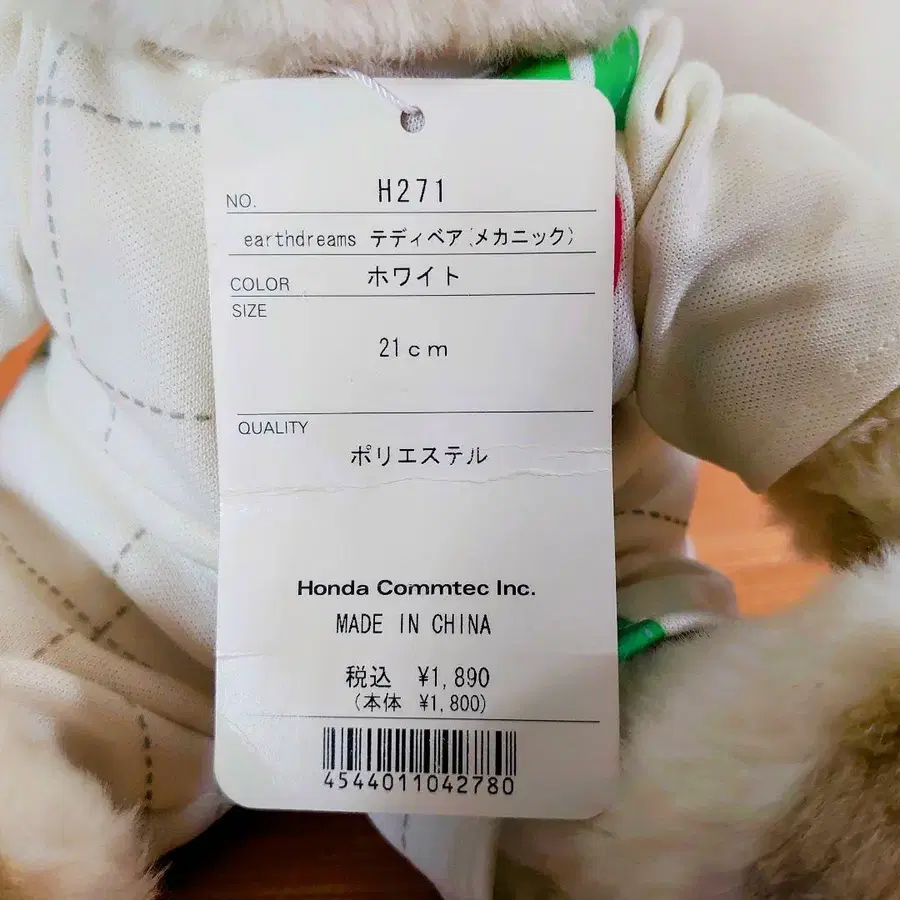 NO. H271
earthdreams テディベア(メカニック)
COLOR ホワイト
SIZE
21cm
QUALITY
ポリエステル
Honda Commtec Inc.
MADE IN CHINA
税込 ¥1,890
(本体 ¥1,800)
4544011042780